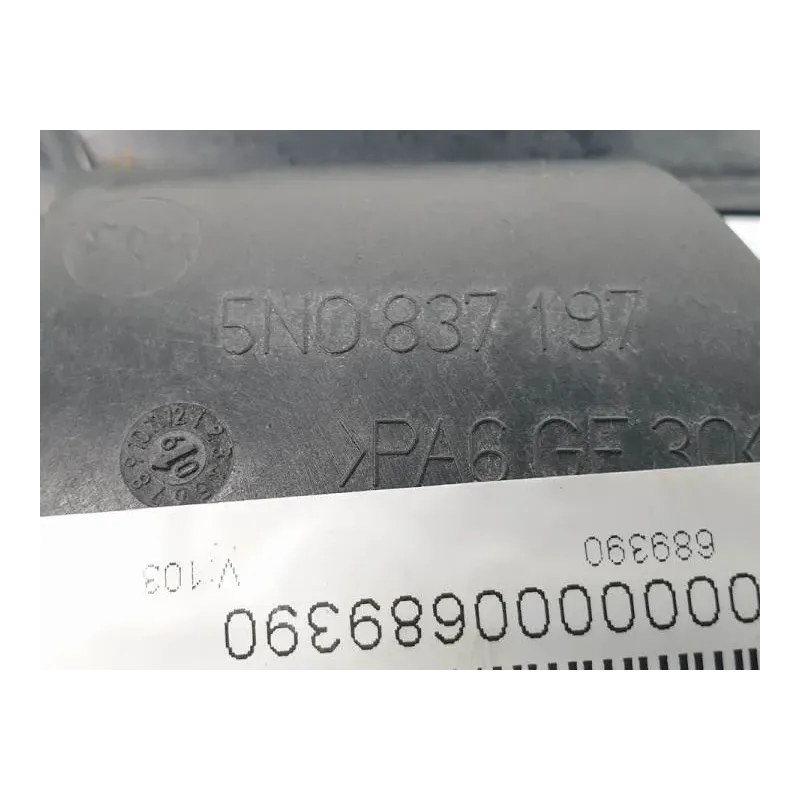 5N0 837 197
>PA6 GF 30<
689390
V:103
0000000689390